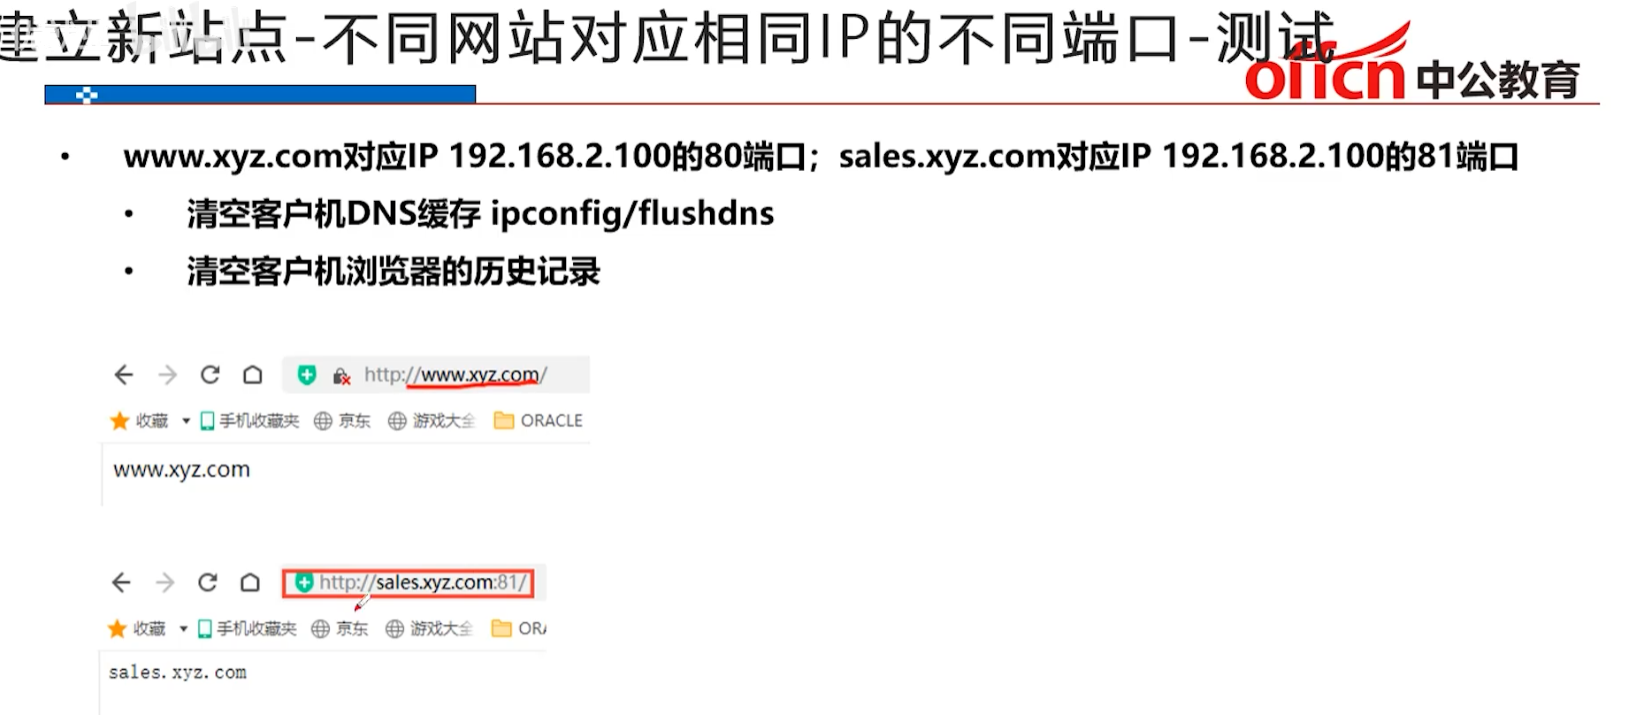 建立新站点-不同网站对应相同IP的不同端口-测试
offcn 中公教育
• www.xyz.com对应IP 192.168.2.100的80端口；sales.xyz.com对应IP 192.168.2.100的81端口
• 清空客户机DNS缓存 ipconfig/flushdns
• 清空客户机浏览器的历史记录
http://www.xyz.com/
收藏 手机收藏夹 京东 游戏大全 ORACLE
www.xyz.com
http://sales.xyz.com:81/
收藏 手机收藏夹 京东 游戏大全 ORA
sales.xyz.com